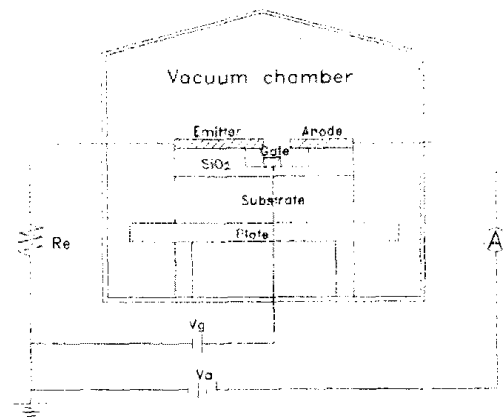 Vacuum chamber
Emitter Anode
Gate
SiO₂
Substrate
Plate
Re
A
Vg
Va